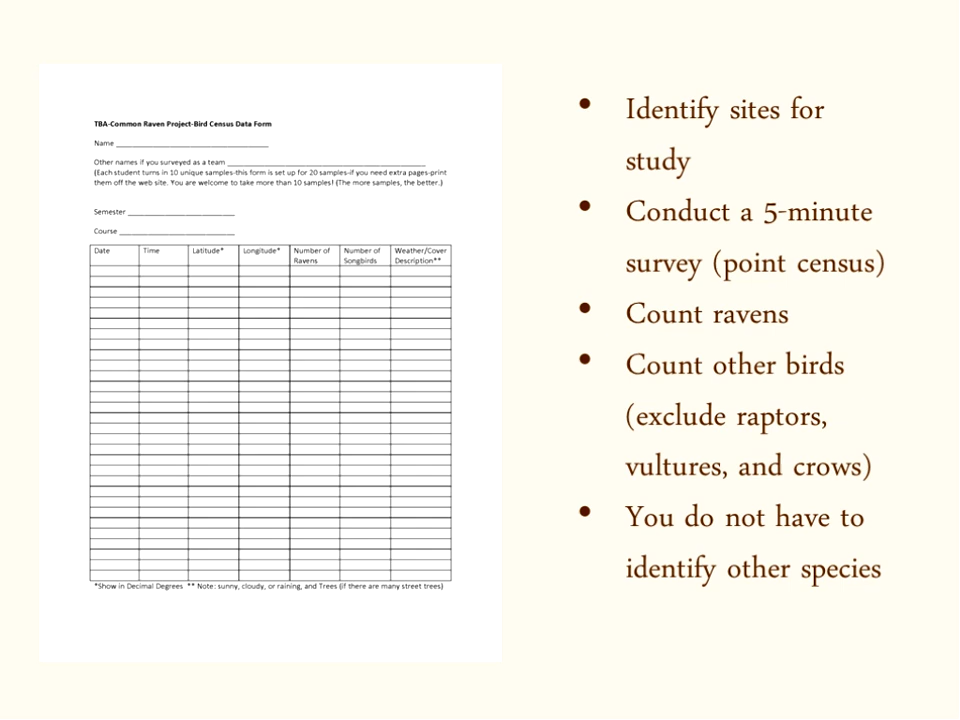 TBA-Common Raven Project-Bird Census Data Form
Name ___________________________________
Other names if you surveyed as a team ______________________________________________
(Each student turns in 10 unique samples-this form is set up for 20 samples-if you need extra pages-print
them off the web site. You are welcome to take more than 10 samples! (The more samples, the better.)
Semester _________________________
Course ___________________________
Date Time Latitude* Longitude* Number of Ravens Number of Songbirds Weather/Cover Description**
*Show in Decimal Degrees ** Note: sunny, cloudy, or raining, and Trees (if there are many street trees)
• Identify sites for
study
• Conduct a 5-minute
survey (point census)
• Count ravens
• Count other birds
(exclude raptors,
vultures, and crows)
• You do not have to
identify other species